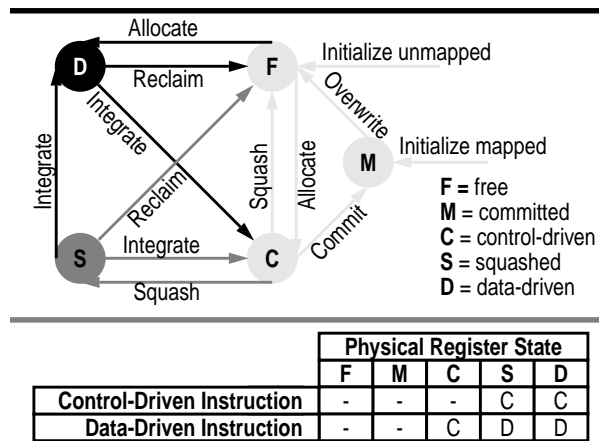 Allocate
D
F
Initialize unmapped
Reclaim
Integrate
Overwrite
Integrate
Reclaim
Squash
Allocate
M
Initialize mapped
F = free
M = committed
C = control-driven
S = squashed
D = data-driven
S
Integrate
C
Commit
Squash
Physical Register State
F M C S D
Control-Driven Instruction - - - C C
Data-Driven Instruction - - C D D